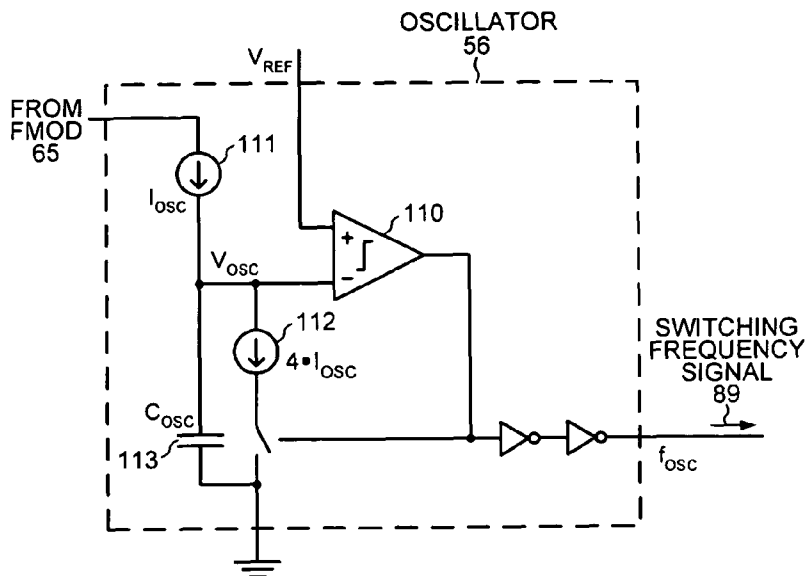 OSCILLATOR
56
V_REF
FROM
FMOD
65
111
I_OSC
110
+
−
V_OSC
112
4▪I_OSC
SWITCHING
FREQUENCY
SIGNAL
89
C_OSC
113
f_OSC